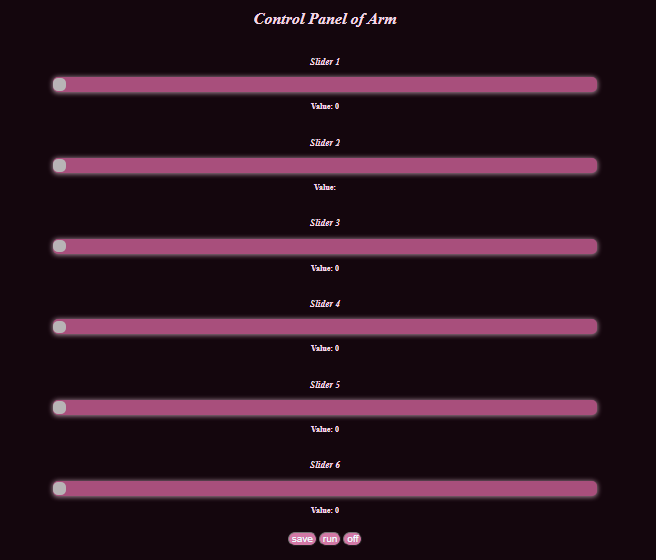 Control Panel of Arm
Slider 1
Value: 0
Slider 2
Value:
Slider 3
Value: 0
Slider 4
Value: 0
Slider 5
Value: 0
Slider 6
Value: 0
save run off